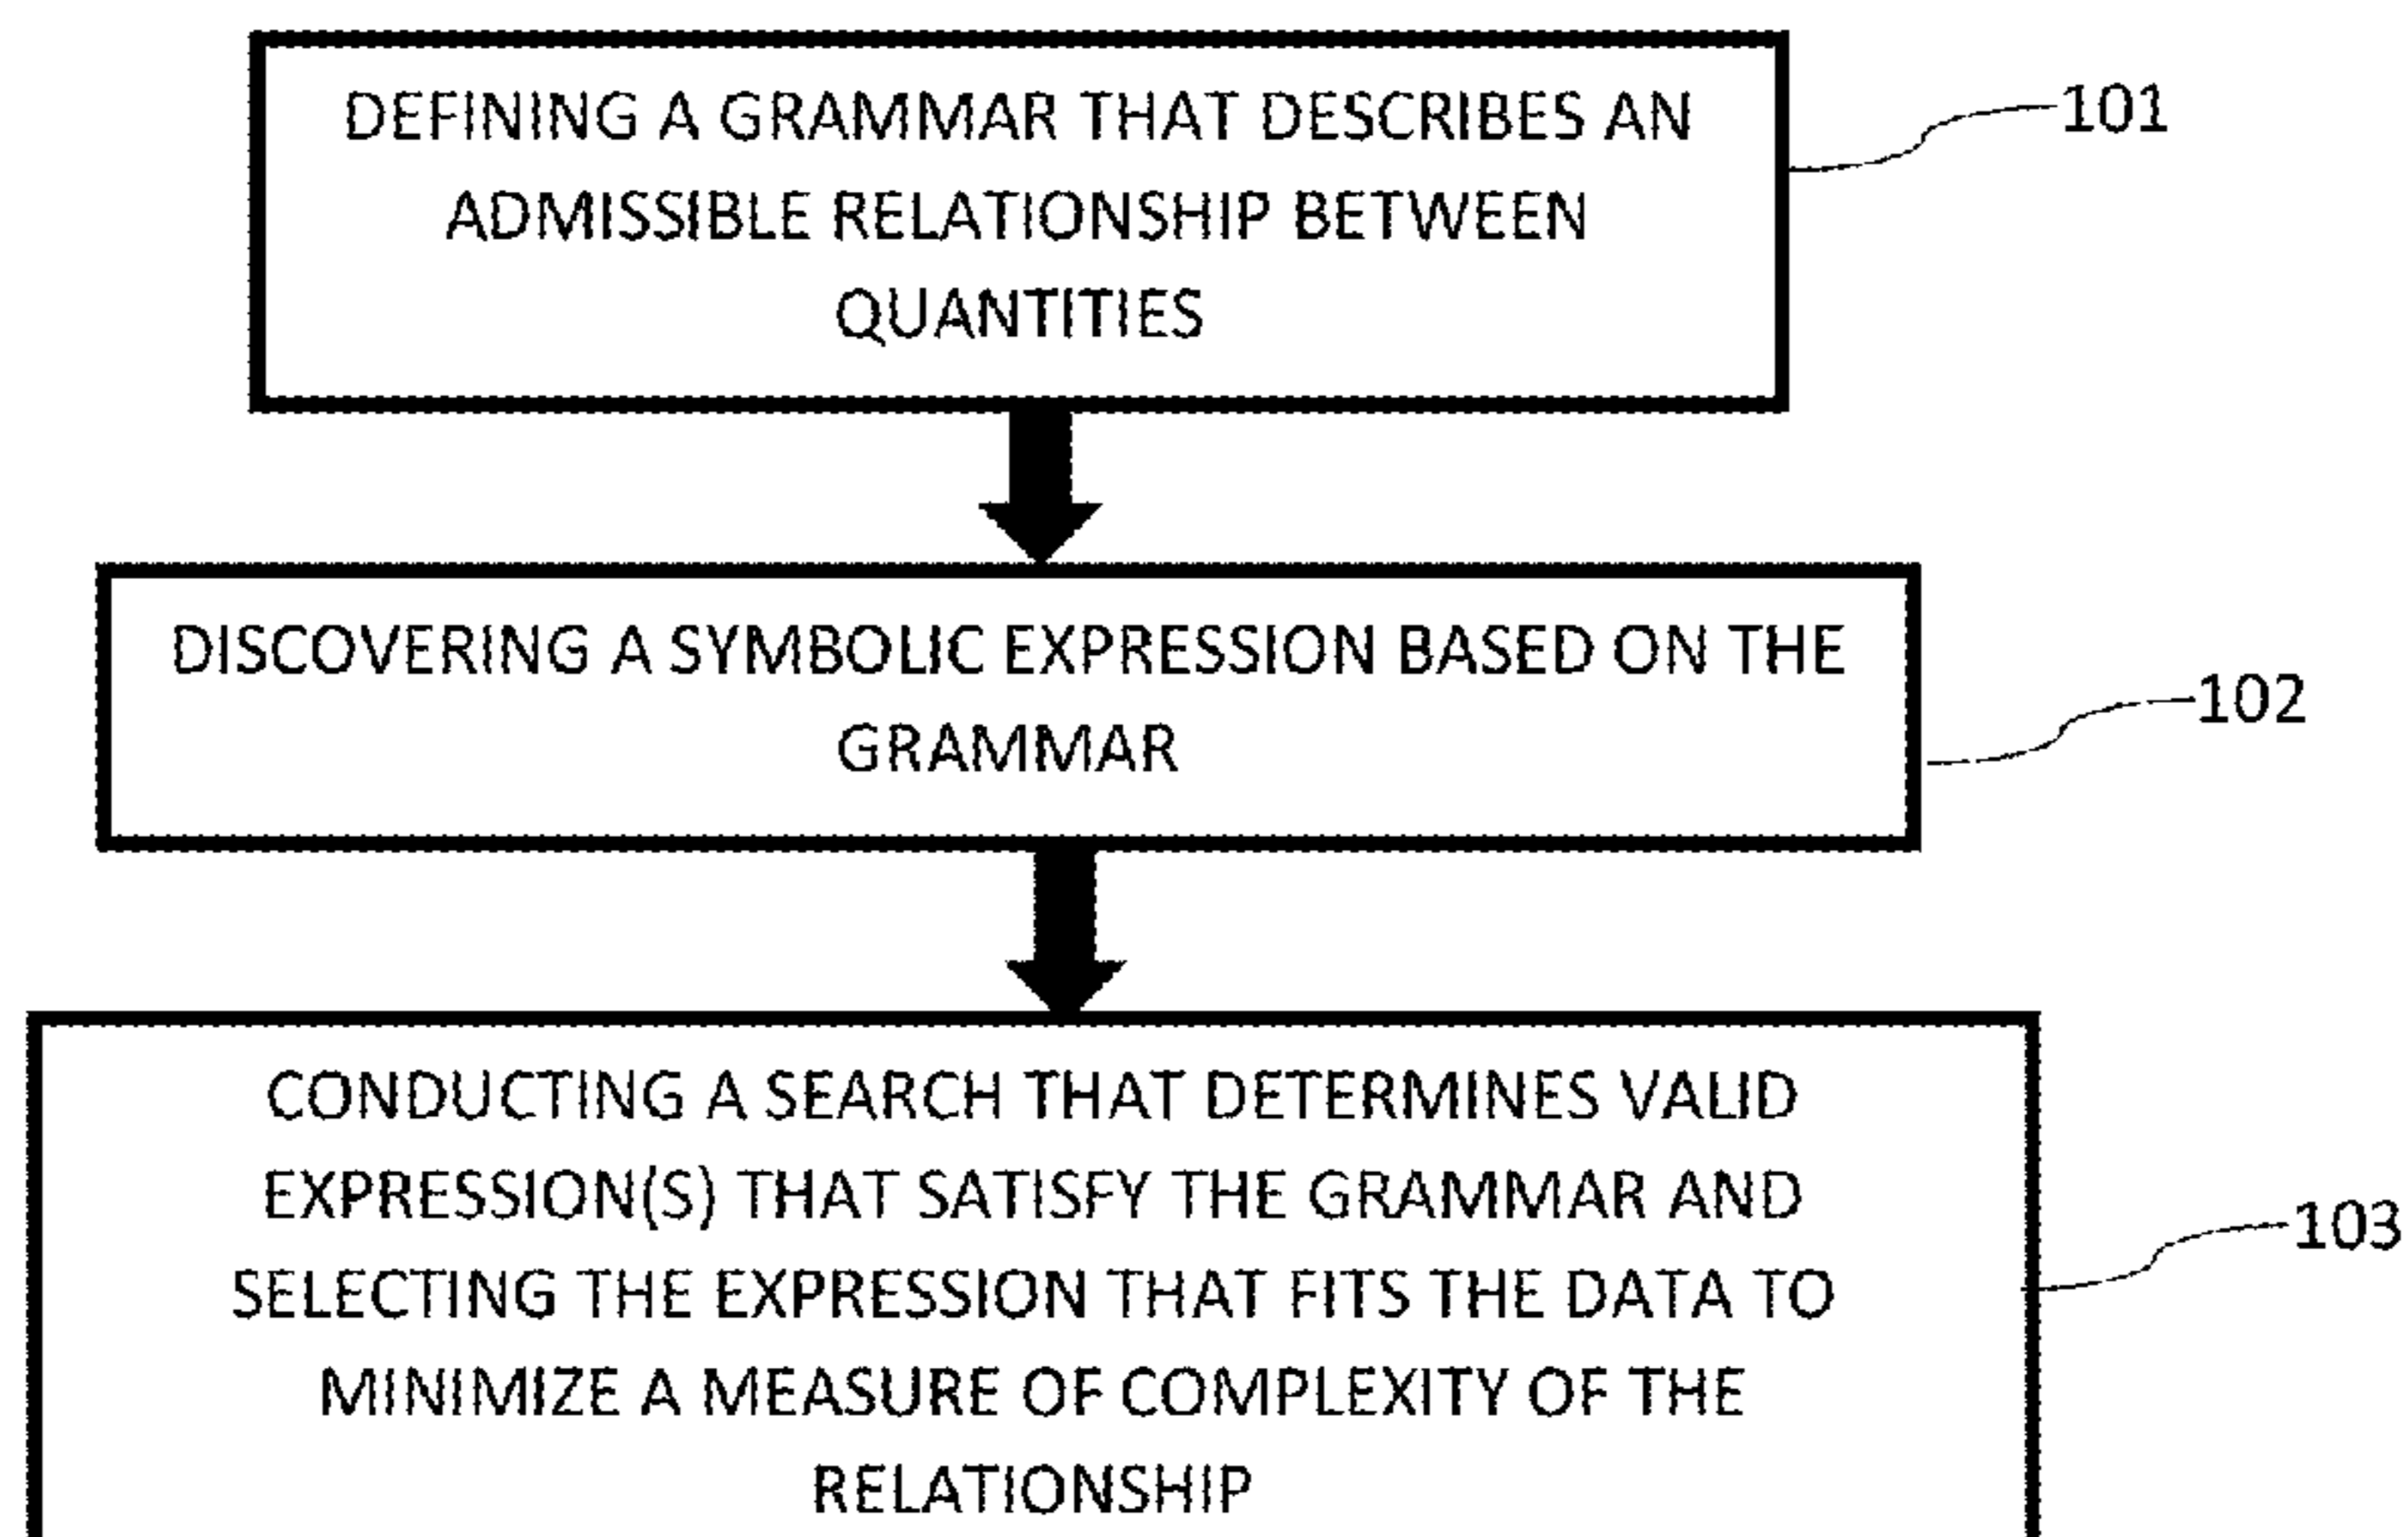 DEFINING A GRAMMAR THAT DESCRIBES AN
ADMISSIBLE RELATIONSHIP BETWEEN
QUANTITIES
101
DISCOVERING A SYMBOLIC EXPRESSION BASED ON THE
GRAMMAR
102
CONDUCTING A SEARCH THAT DETERMINES VALID
EXPRESSION(S) THAT SATISFY THE GRAMMAR AND
SELECTING THE EXPRESSION THAT FITS THE DATA TO
MINIMIZE A MEASURE OF COMPLEXITY OF THE
RELATIONSHIP
103